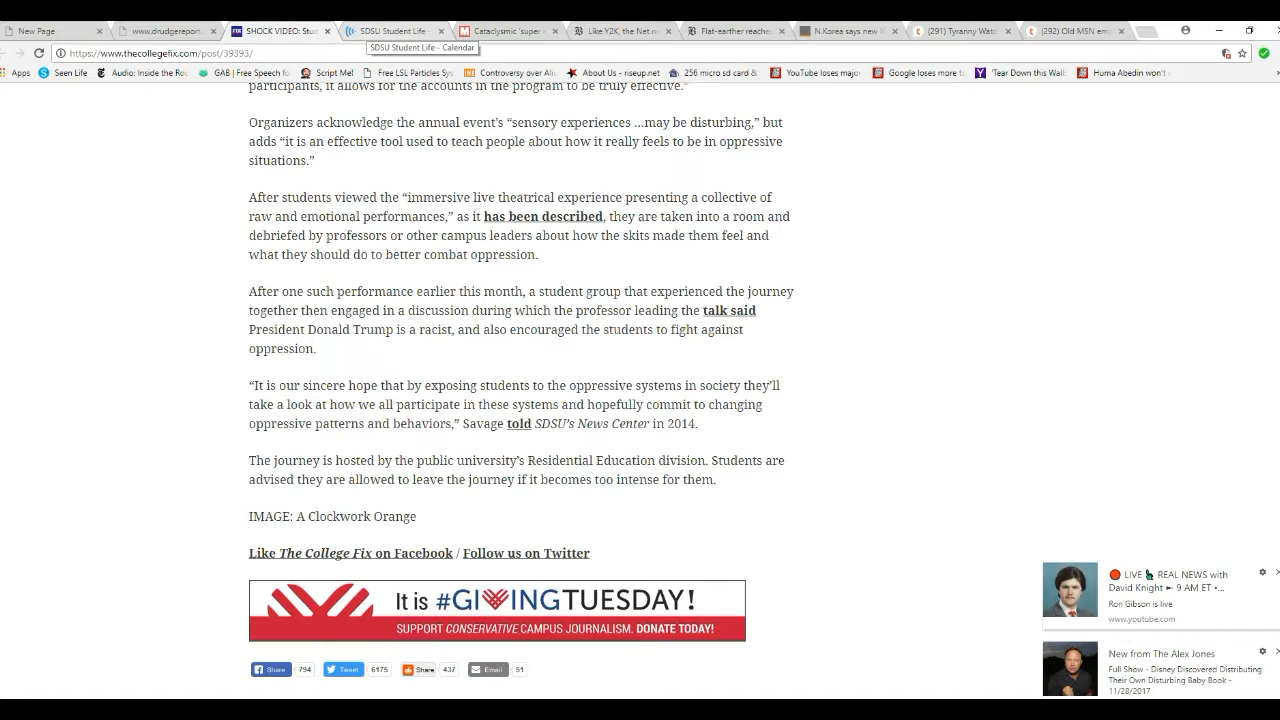 New Page
www.drudgereport.
SHOCK VIDEO: Stu
SDSU Student Life -
Cataclysmic 'super e
Like Y2K, the Net n
Flat-earther reache
N.Korea says new I
(291) Tyranny Wat
(292) Old MSN em
SDSU Student Life - Calendar
https://www.thecollegefix.com/post/39393/
Apps
Seen Life
Audio: Inside the Ro
GAB | Free Speech fo
Script Me!
Free LSL Particles Sys
Controversy over Ali
About Us - riseup.net
256 micro sd card &
YouTube loses major
Google loses more t
'Tear Down this Wall
Huma Abedin won't
participants, it allows for the accounts in the program to be truly effective.”
Organizers acknowledge the annual event’s “sensory experiences …may be disturbing,” but
adds “it is an effective tool used to teach people about how it really feels to be in oppressive
situations.”
After students viewed the “immersive live theatrical experience presenting a collective of
raw and emotional performances,” as it has been described, they are taken into a room and
debriefed by professors or other campus leaders about how the skits made them feel and
what they should do to better combat oppression.
After one such performance earlier this month, a student group that experienced the journey
together then engaged in a discussion during which the professor leading the talk said
President Donald Trump is a racist, and also encouraged the students to fight against
oppression.
“It is our sincere hope that by exposing students to the oppressive systems in society they’ll
take a look at how we all participate in these systems and hopefully commit to changing
oppressive patterns and behaviors,” Savage told SDSU’s News Center in 2014.
The journey is hosted by the public university’s Residential Education division. Students are
advised they are allowed to leave the journey if it becomes too intense for them.
IMAGE: A Clockwork Orange
Like The College Fix on Facebook / Follow us on Twitter
It is #GIVINGTUESDAY!
SUPPORT CONSERVATIVE CAMPUS JOURNALISM. DONATE TODAY!
Share 794 Tweet 6175 Share 437 Email 51
LIVE REAL NEWS with
David Knight ► 9 AM ET •...
Ron Gibson is live
www.youtube.com
New from The Alex Jones
Full Show - Disney Discovered Distributing
Their Own Disturbing Baby Book -
11/28/2017